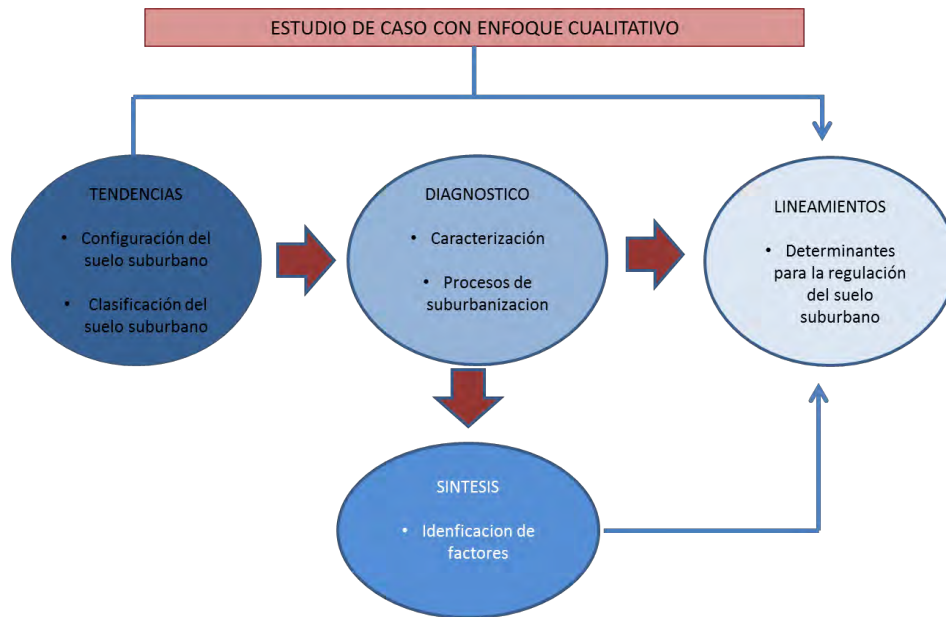 ESTUDIO DE CASO CON ENFOQUE CUALITATIVO
TENDENCIAS
• Configuración del
suelo suburbano
• Clasificación del
suelo suburbano
DIAGNOSTICO
• Caracterización
• Procesos de
suburbanizacion
LINEAMIENTOS
• Determinantes
para la regulación
del suelo
suburbano
SINTESIS
• Idenficacion de
factores